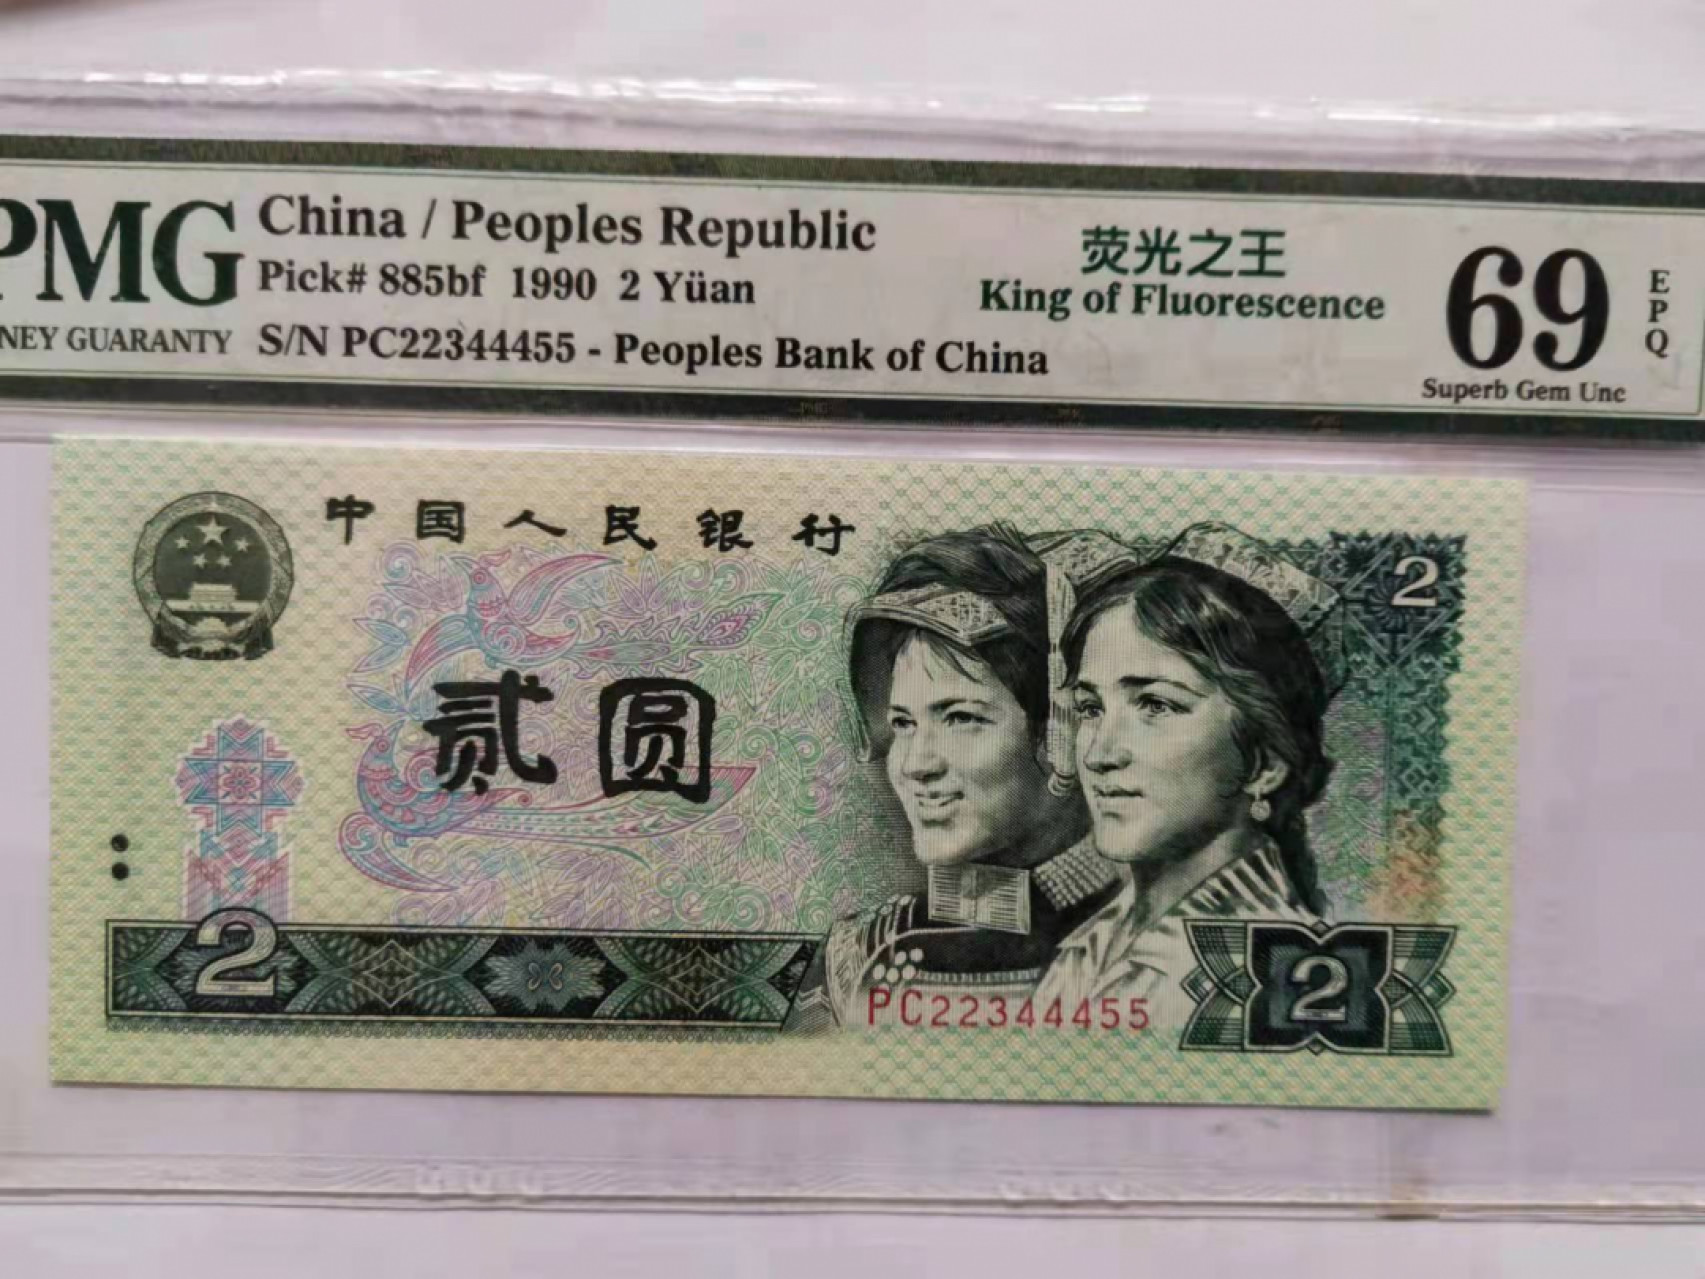 PMG
China / Peoples Republic
Pick# 885bf 1990 2 Yüan
S/N PC22344455 - Peoples Bank of China
NEY GUARANTY
荧光之王
King of Fluorescence
69
EPQ
Superb Gem Unc
中国人民银行
2
贰圆
2
PC22344455
2